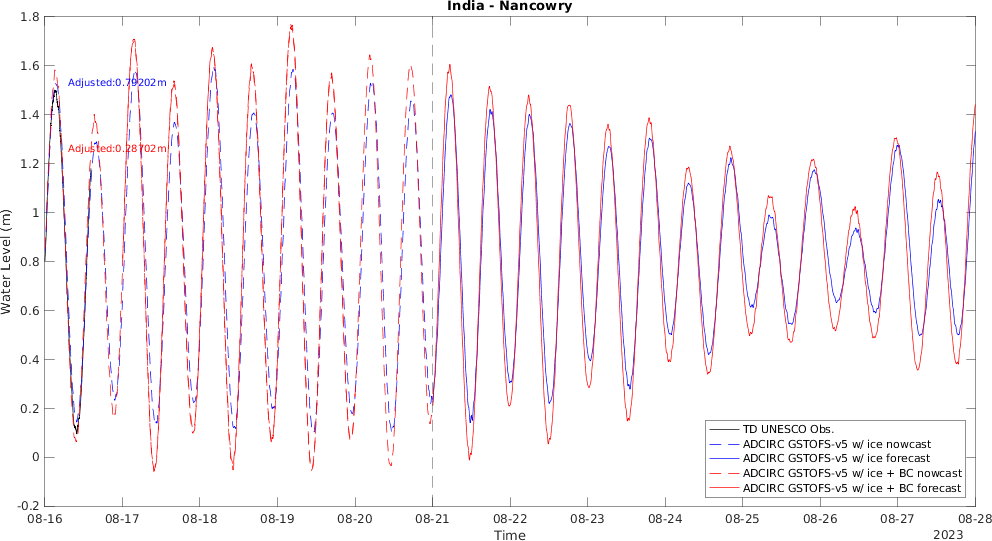 India - Nancowry
1.8
1.6
1.4
1.2
1
0.8
0.6
0.4
0.2
0
-0.2
Water Level (m)
Adjusted:0.79202m
Adjusted:0.28702m
TD UNESCO Obs.
ADCIRC GSTOFS-v5 w/ ice nowcast
ADCIRC GSTOFS-v5 w/ ice forecast
ADCIRC GSTOFS-v5 w/ ice + BC nowcast
ADCIRC GSTOFS-v5 w/ ice + BC forecast
08-16 08-17 08-18 08-19 08-20 08-21 08-22 08-23 08-24 08-25 08-26 08-27 08-28
Time
2023